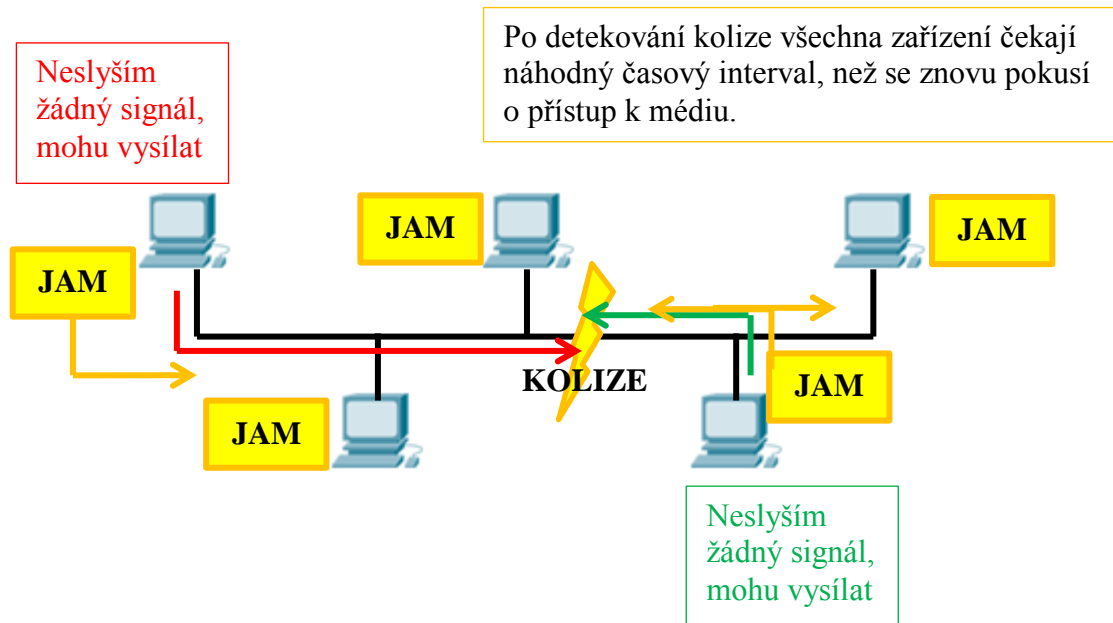 Neslyším
žádný signál,
mohu vysílat
Po detekování kolize všechna zařízení čekají
náhodný časový interval, než se znovu pokusí
o přístup k médiu.
JAM
JAM
JAM
KOLIZE
JAM
JAM
Neslyším
žádný signál,
mohu vysílat